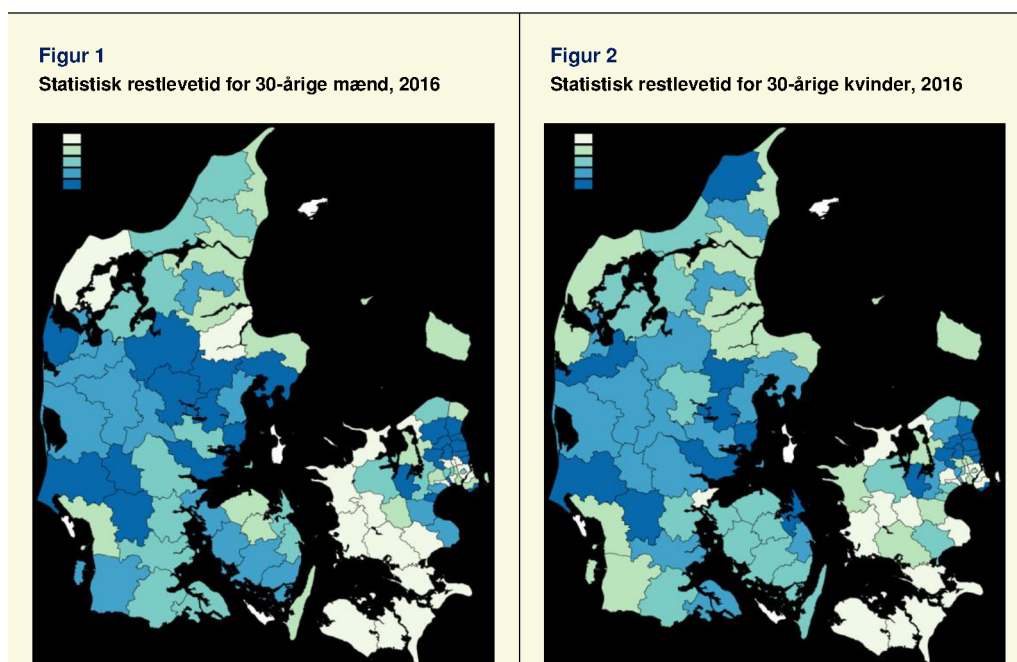 Figur 1
Statistisk restlevetid for 30-årige mænd, 2016
Figur 2
Statistisk restlevetid for 30-årige kvinder, 2016